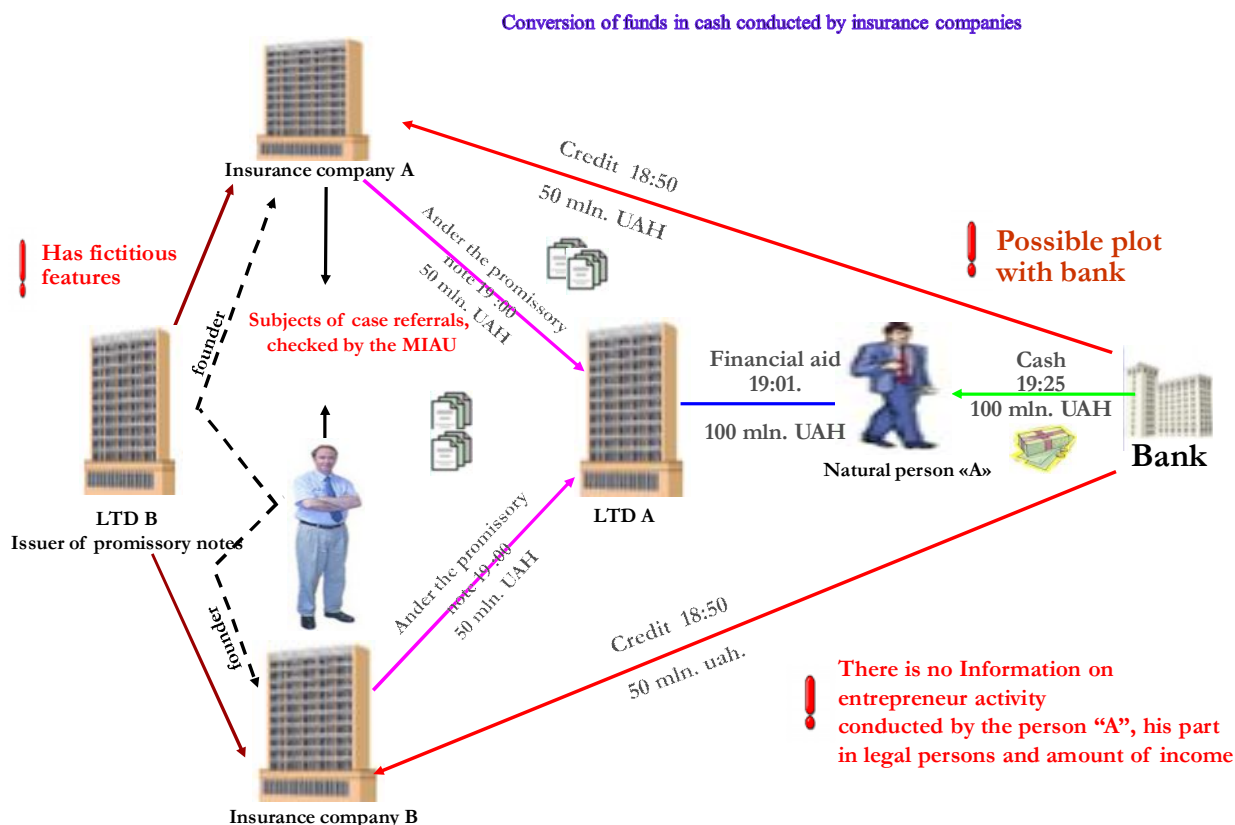 Conversion of funds in cash conducted by insurance companies
Insurance company A
Credit 18:50
50 mln. UAH
Has fictitious
features
Ander the promissory
note 19 :00
50 mln. UAH
Possible plot
with bank
founder
Subjects of case referrals,
checked by the MIAU
Financial aid
19:01.
100 mln. UAH
Cash
19:25
100 mln. UAH
Natural person «A»
Bank
LTD B
Issuer of promissory notes
LTD A
Ander the promissory
note 19 :00
50 mln. UAH
founder
Credit 18:50
50 mln. uah.
There is no Information on
entrepreneur activity
conducted by the person “A”, his part
in legal persons and amount of income
Insurance company B